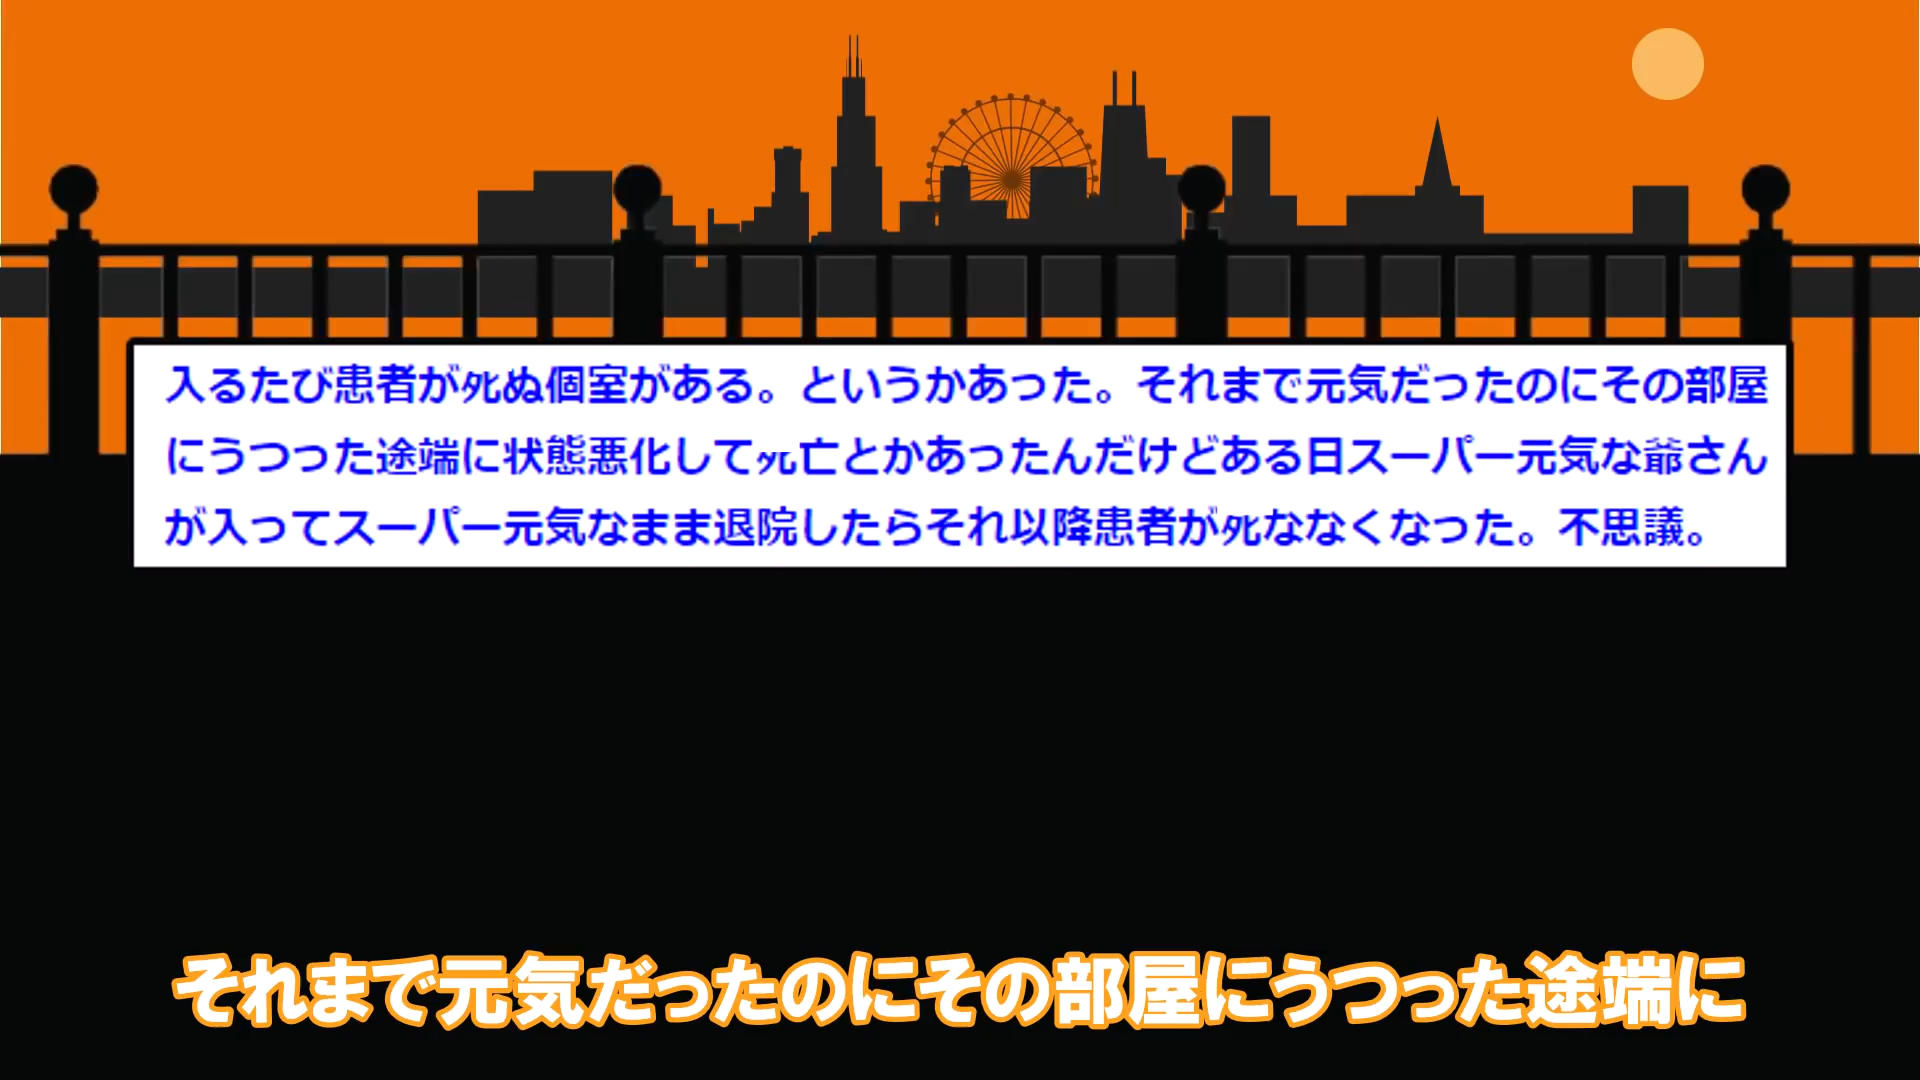 入るたび患者が死ぬ個室がある。というかあった。それまで元気だったのにその部屋
にうつった途端に状態悪化して死亡とかあったんだけどある日スーパー元気な爺さん
が入ってスーパー元気なまま退院したらそれ以降患者が死ななくなった。不思議。
それまで元気だったのにその部屋にうつった途端に